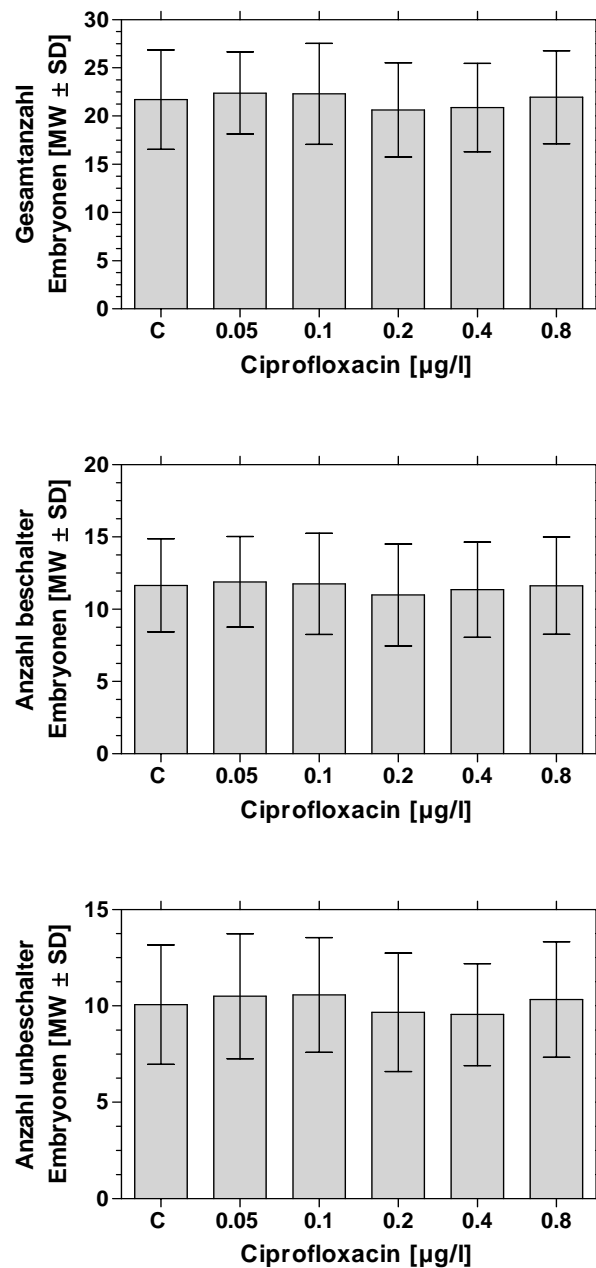 Gesamtanzahl
Embryonen [MW ± SD]
30
25
20
15
10
5
0
C 0.05 0.1 0.2 0.4 0.8
Ciprofloxacin [µg/l]
Anzahl beschalter
Embryonen [MW ± SD]
20
15
10
5
0
C 0.05 0.1 0.2 0.4 0.8
Ciprofloxacin [µg/l]
Anzahl unbeschalter
Embryonen [MW ± SD]
15
10
5
0
C 0.05 0.1 0.2 0.4 0.8
Ciprofloxacin [µg/l]